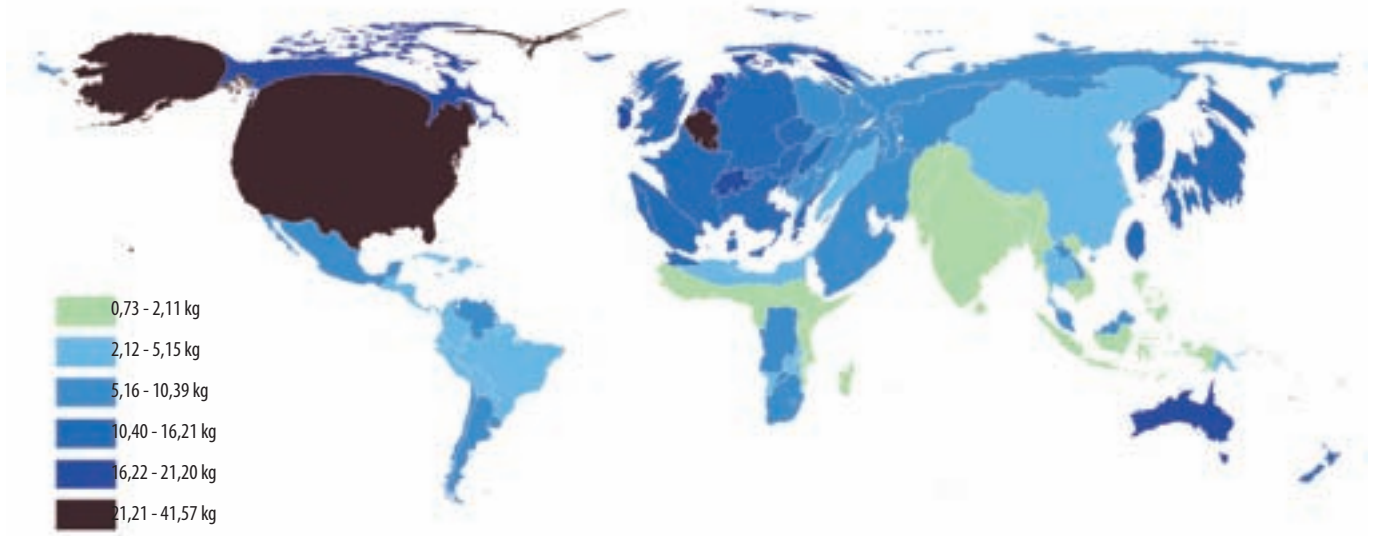 0,73 - 2,11 kg
2,12 - 5,15 kg
5,16 - 10,39 kg
10,40 - 16,21 kg
16,22 - 21,20 kg
21,21 - 41,57 kg